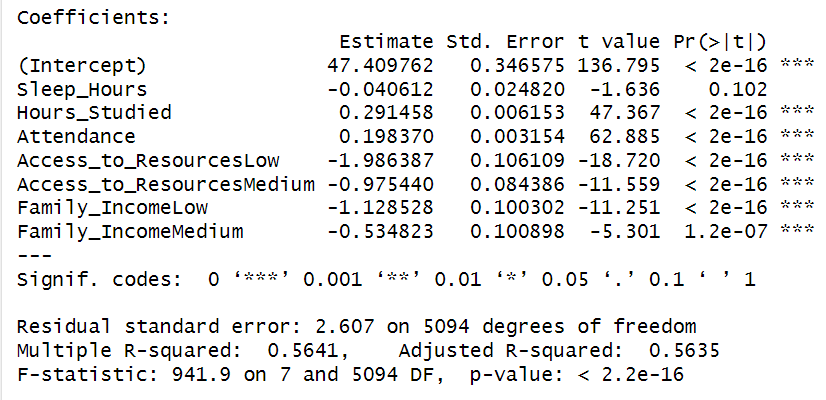 Coefficients:
                         Estimate Std. Error t value Pr(>|t|)
(Intercept)             47.409762   0.346575 136.795  < 2e-16 ***
Sleep_Hours             -0.040612   0.024820  -1.636    0.102
Hours_Studied            0.291458   0.006153  47.367  < 2e-16 ***
Attendance               0.198370   0.003154  62.885  < 2e-16 ***
Access_to_ResourcesLow  -1.986387   0.106109 -18.720  < 2e-16 ***
Access_to_ResourcesMedium -0.975440   0.084386 -11.559  < 2e-16 ***
Family_IncomeLow        -1.128528   0.100302 -11.251  < 2e-16 ***
Family_IncomeMedium     -0.534823   0.100898  -5.301  1.2e-07 ***
---
Signif. codes:  0 ‘***’ 0.001 ‘**’ 0.01 ‘*’ 0.05 ‘.’ 0.1 ‘ ’ 1
Residual standard error: 2.607 on 5094 degrees of freedom
Multiple R-squared:  0.5641,    Adjusted R-squared:  0.5635
F-statistic: 941.9 on 7 and 5094 DF,  p-value: < 2.2e-16